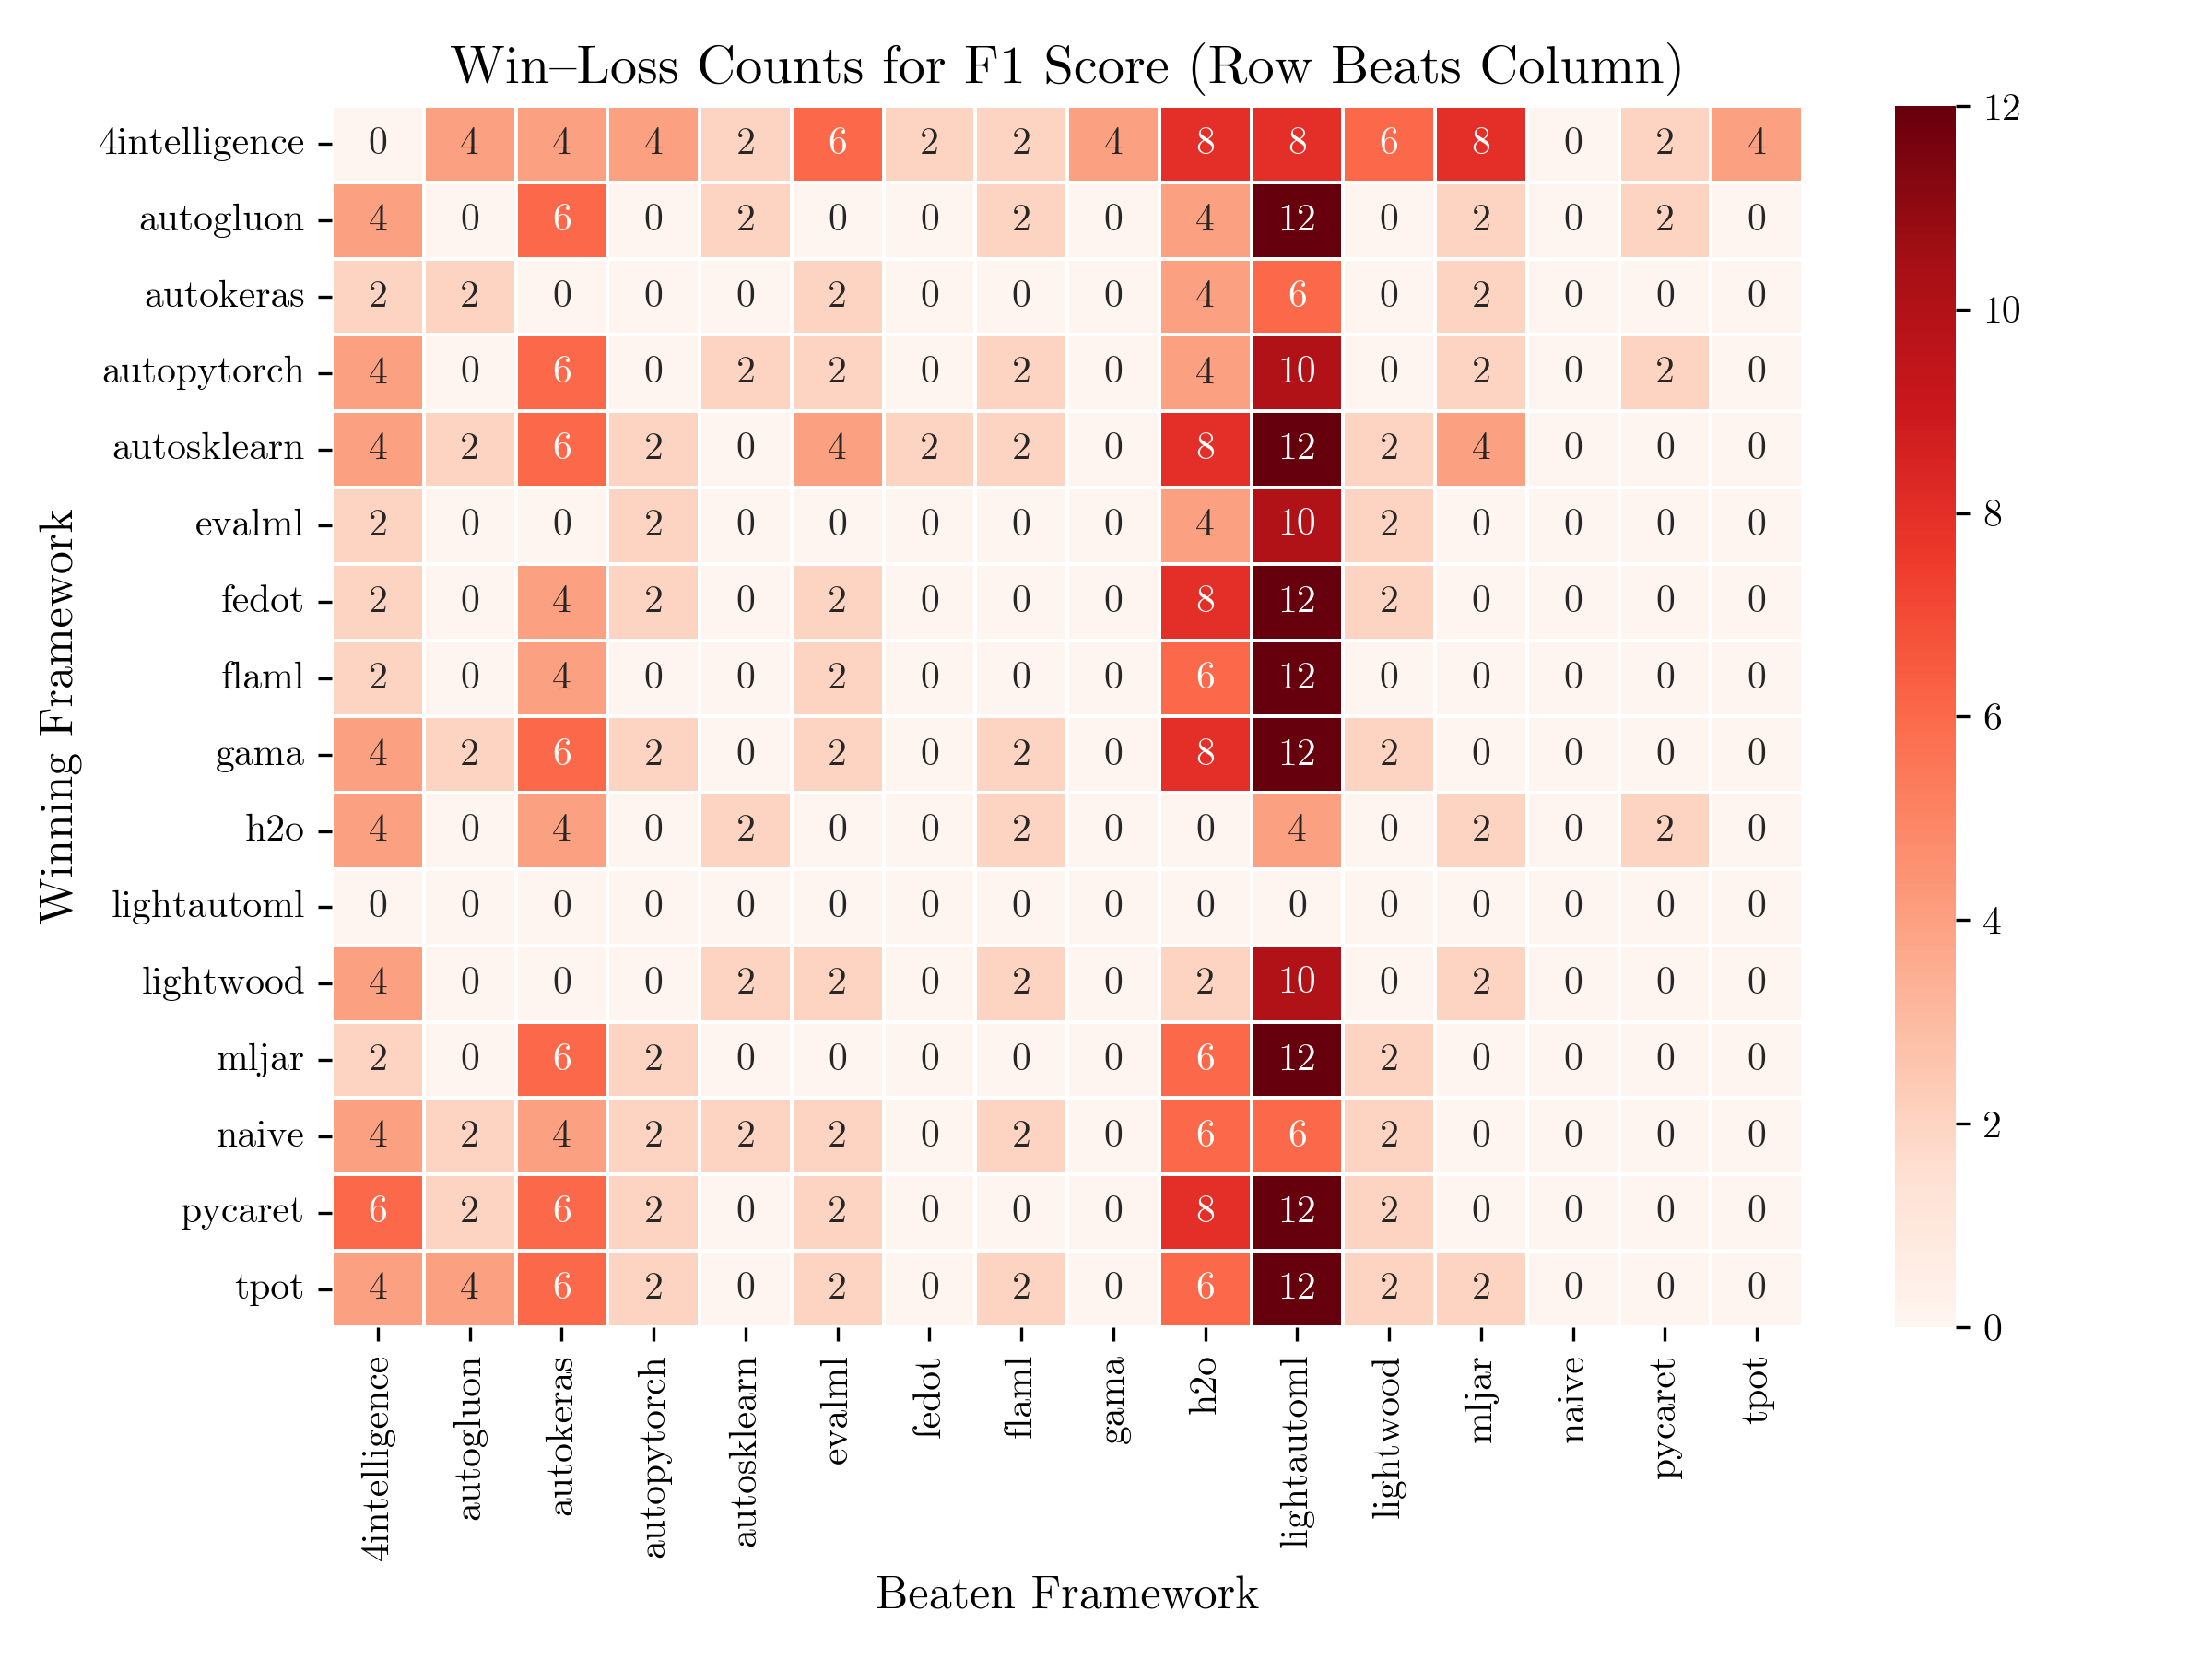 Win–Loss Counts for F1 Score (Row Beats Column)
4intelligence 0 4 4 4 2 6 2 2 4 8 8 6 8 0 2 4
autogluon 4 0 6 0 2 0 0 2 0 4 12 0 2 0 2 0
autokeras 2 2 0 0 0 2 0 0 0 4 6 0 2 0 0 0
autopytorch 4 0 6 0 2 2 0 2 0 4 10 0 2 0 2 0
autosklearn 4 2 6 2 0 4 2 2 0 8 12 2 4 0 0 0
evalml 2 0 0 2 0 0 0 0 0 4 10 2 0 0 0 0
fedot 2 0 4 2 0 2 0 0 0 8 12 2 0 0 0 0
flaml 2 0 4 0 0 2 0 0 0 6 12 0 0 0 0 0
gama 4 2 6 2 0 2 0 2 0 8 12 2 0 0 0 0
h2o 4 0 4 0 2 0 0 2 0 0 4 0 2 0 2 0
lightautoml 0 0 0 0 0 0 0 0 0 0 0 0 0 0 0 0
lightwood 4 0 0 0 2 2 0 2 0 2 10 0 2 0 0 0
mljar 2 0 6 2 0 0 0 0 0 6 12 2 0 0 0 0
naive 4 2 4 2 2 2 0 2 0 6 6 2 0 0 0 0
pycaret 6 2 6 2 0 2 0 0 0 8 12 2 0 0 0 0
tpot 4 4 6 2 0 2 0 2 0 6 12 2 2 0 0 0
4intelligence
autogluon
autokeras
autopytorch
autosklearn
evalml
fedot
flaml
gama
h2o
lightautoml
lightwood
mljar
naive
pycaret
tpot
Beaten Framework
Winning Framework
12
10
8
6
4
2
0